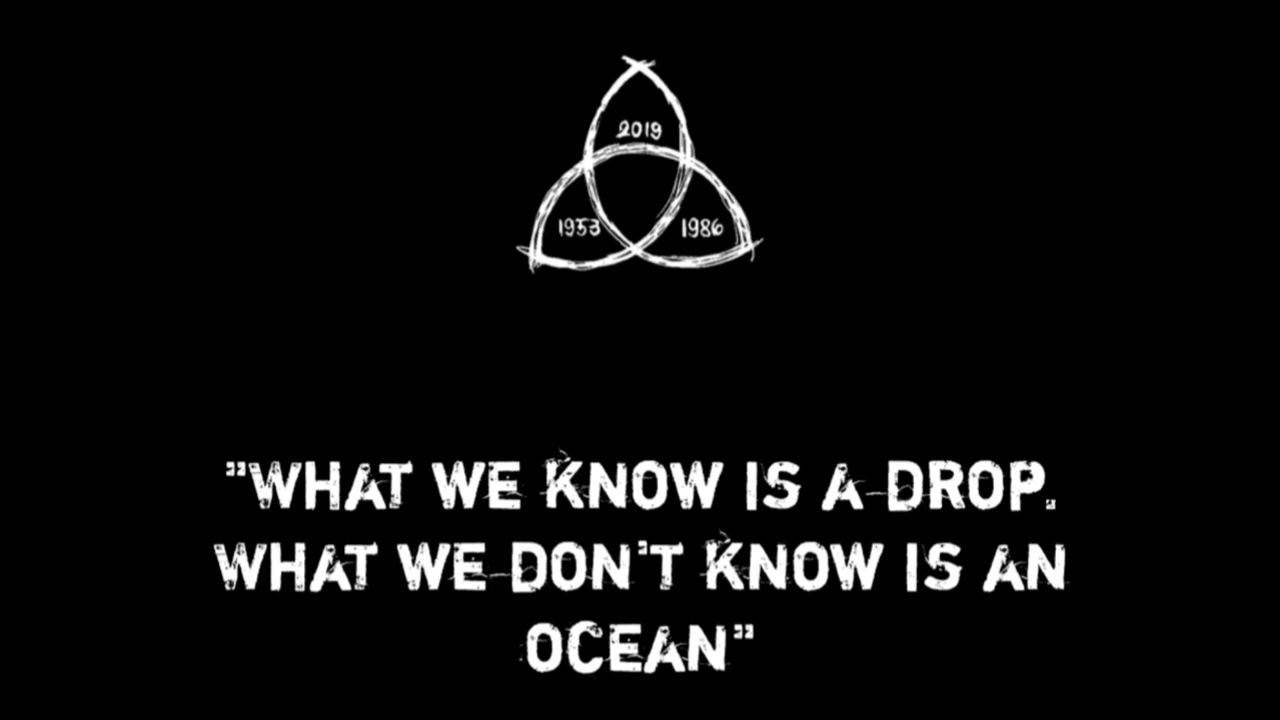 2019
1953 1986
"WHAT WE KNOW IS A DROP.
WHAT WE DON'T KNOW IS AN
OCEAN"